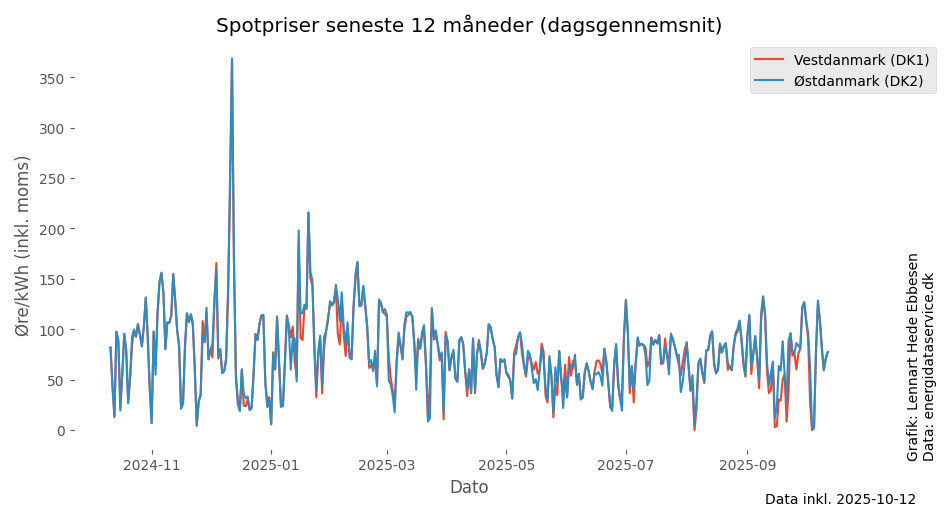 Spotpriser seneste 12 måneder (dagsgennemsnit)
Vestdanmark (DK1)
Østdanmark (DK2)
Øre/kWh (inkl. moms)
350
300
250
200
150
100
50
0
2024-11
2025-01
2025-03
2025-05
2025-07
2025-09
Dato
Grafik: Lennart Hede Ebbesen
Data: energidataservice.dk
Data inkl. 2025-10-12